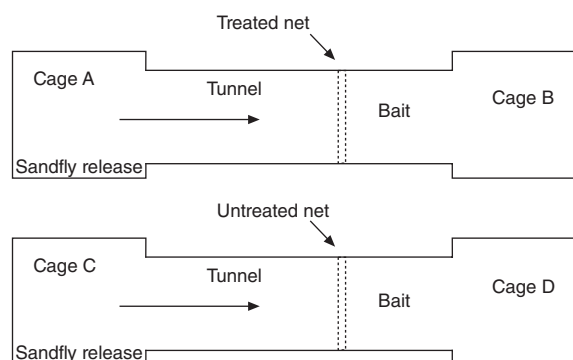 Treated net
Cage A
Tunnel
Bait
Cage B
Sandfly release
Untreated net
Cage C
Tunnel
Bait
Cage D
Sandfly release